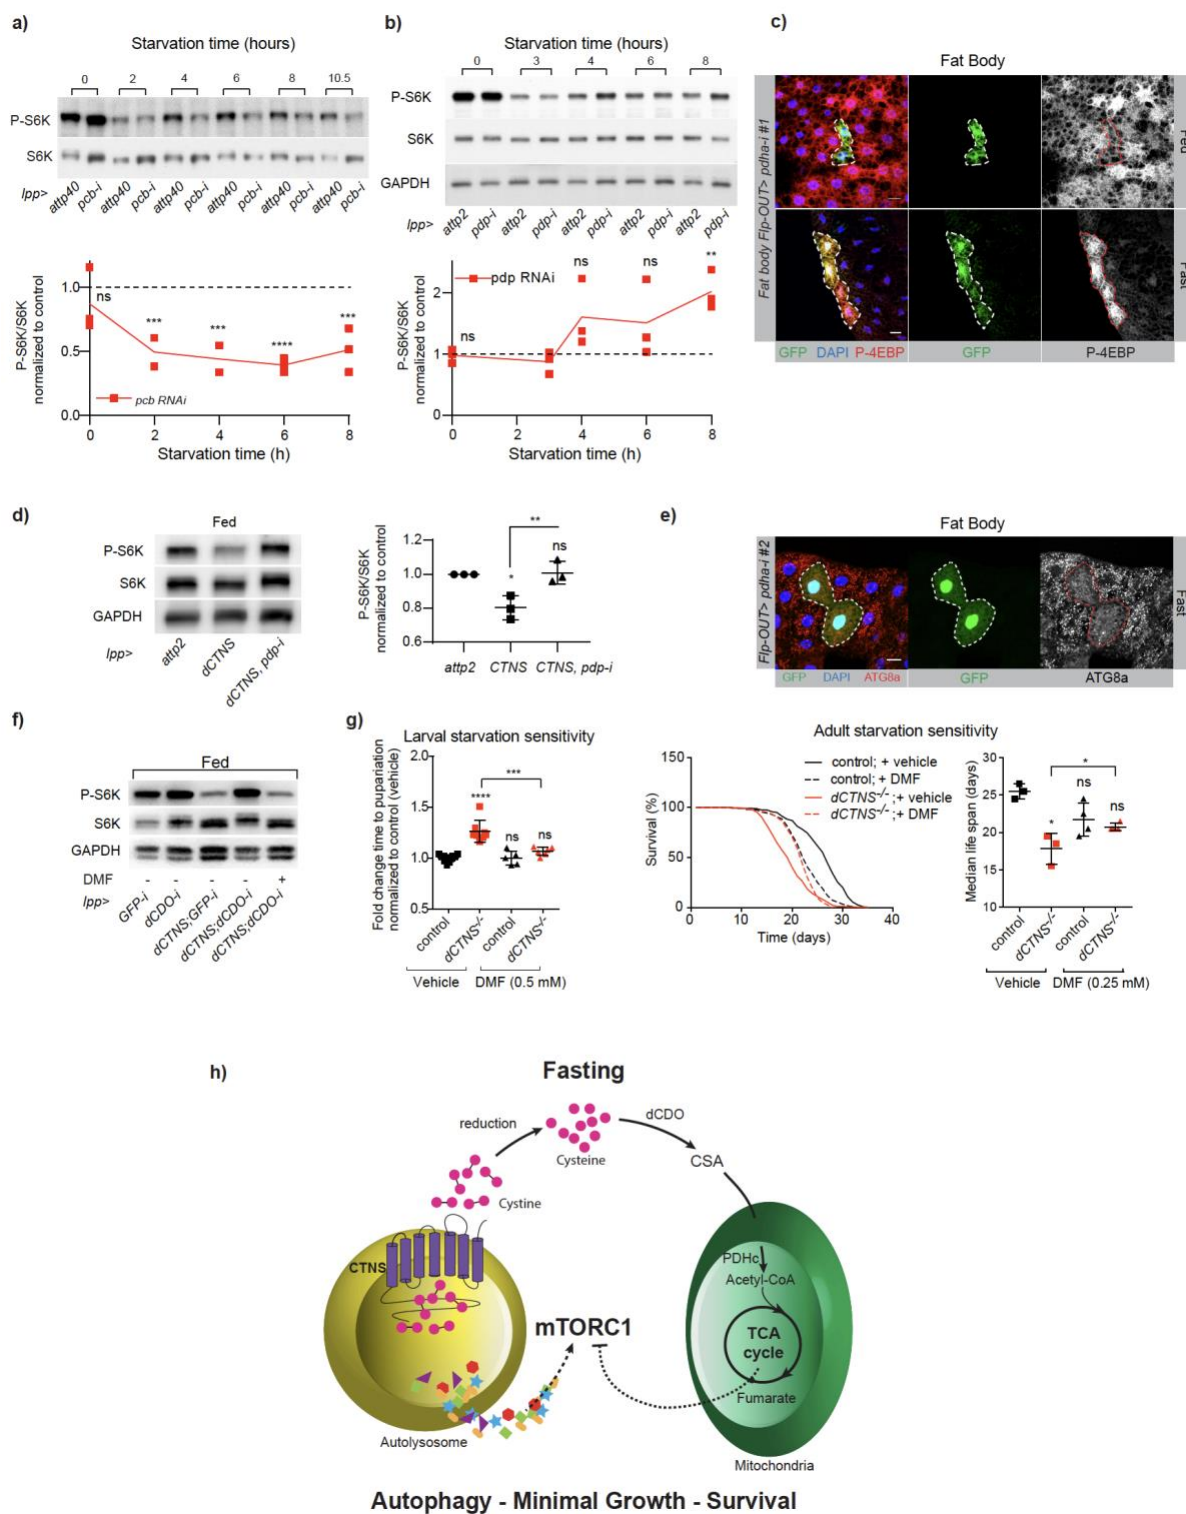 a)
Starvation time (hours)
0 2 4 6 8 10.5
P-S6K
S6K
lpp> attp40 pcb-i attp40 pcb-i attp40 pcb-i attp40 pcb-i attp40 pcb-i attp40 pcb-i
P-S6K/S6K
normalized to control
1.0
0.5
0.0
ns
***
***
****
***
pcb RNAi
0 2 4 6 8
Starvation time (h)
b)
Starvation time (hours)
0 3 4 6 8
P-S6K
S6K
GAPDH
lpp> attp2 pdp-i attp2 pdp-i attp2 pdp-i attp2 pdp-i attp2 pdp-i
P-S6K/S6K
normalized to control
2
1
0
pdp RNAi
ns
ns
ns
**
0 2 4 6 8
Starvation time (h)
c)
Fat Body
Fat body Flp-OUT> pdha-i #1
Fed
Fast
GFP DAPI P-4EBP
GFP
P-4EBP
d)
Fed
P-S6K
S6K
GAPDH
lpp> attp2 dCTNS dCTNS, pdp-i
P-S6K/S6K
normalized to control
1.2
1.0
0.8
0.6
**
*
ns
attp2 CTNS CTNS, pdp-i
e)
Fat Body
Flp-OUT> pdha-i #2
Fast
GFP DAPI ATG8a
GFP
ATG8a
f)
Fed
P-S6K
S6K
GAPDH
DMF - - - - +
lpp> GFP-i dCDO-i dCTNS;GFP-i dCTNS;dCDO-i dCTNS;dCDO-i
g)
Larval starvation sensitivity
Fold change time to pupariation
normalized to control (vehicle)
2.0
1.5
1.0
0.5
****
***
ns
ns
control dCTNS-/- control dCTNS-/-
Vehicle DMF (0.5 mM)
Adult starvation sensitivity
Survival (%)
150
100
50
0
0 10 20 30 40
Time (days)
control; + vehicle
control; + DMF
dCTNS-/- ;+ vehicle
dCTNS-/- ;+ DMF
Median life span (days)
30
25
20
15
10
*
*
ns
ns
control dCTNS-/- control dCTNS-/-
Vehicle DMF (0.25 mM)
h)
Fasting
reduction
dCDO
Cysteine
CSA
Cystine
CTNS
PDHc
Acetyl-CoA
mTORC1
TCA
cycle
Fumarate
Autolysosome
Mitochondria
Autophagy - Minimal Growth - Survival